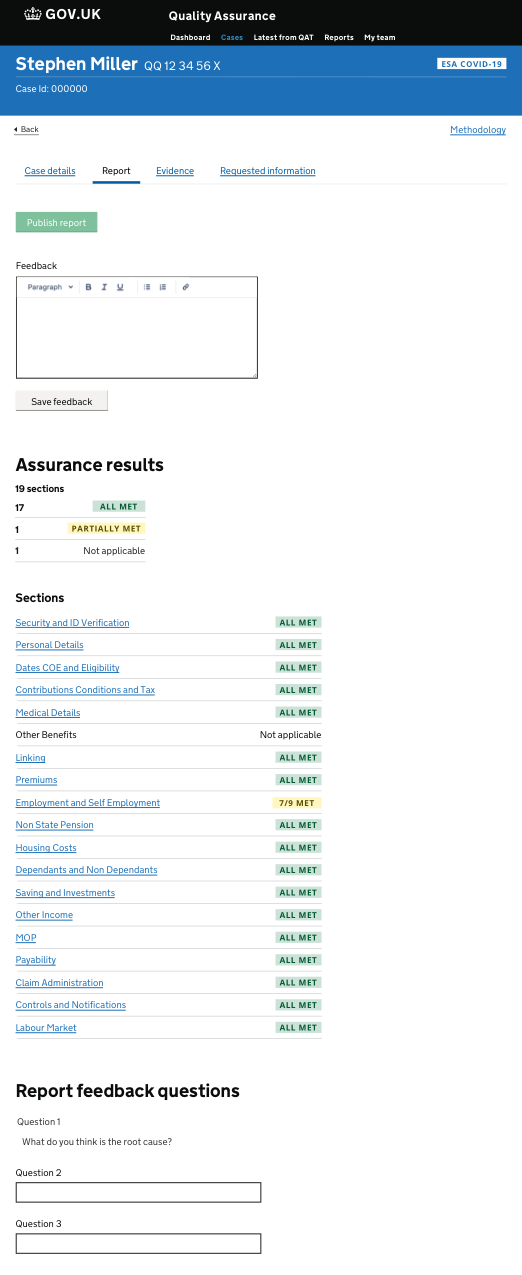 GOV.UK
Quality Assurance
Dashboard Cases Latest from QAT Reports My team
Stephen Miller QQ 12 34 56 X
ESA COVID-19
Case Id: 000000
Back
Methodology
Case details Report Evidence Requested information
Publish report
Feedback
Paragraph B I U
Save feedback
Assurance results
19 sections
17 ALL MET
1 PARTIALLY MET
1 Not applicable
Sections
Security and ID Verification ALL MET
Personal Details ALL MET
Dates COE and Eligibility ALL MET
Contributions Conditions and Tax ALL MET
Medical Details ALL MET
Other Benefits Not applicable
Linking ALL MET
Premiums ALL MET
Employment and Self Employment 7/9 MET
Non State Pension ALL MET
Housing Costs ALL MET
Dependants and Non Dependants ALL MET
Saving and Investments ALL MET
Other Income ALL MET
MOP ALL MET
Payability ALL MET
Claim Administration ALL MET
Controls and Notifications ALL MET
Labour Market ALL MET
Report feedback questions
Question 1
What do you think is the root cause?
Question 2
Question 3